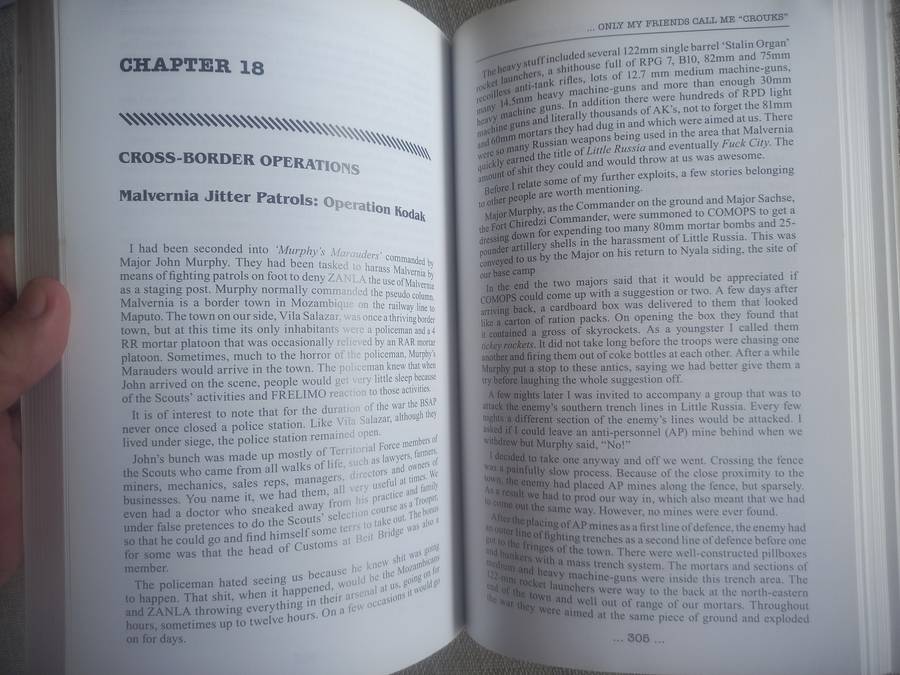 CHAPTER 18
CROSS-BORDER OPERATIONS
Malvernia Jitter Patrols: Operation Kodak
I had been seconded into ‘Murphy’s Marauders’ commanded by
Major John Murphy. They had been tasked to harass Malvernia by
means of fighting patrols on foot to deny ZANLA the use of Malvernia
as a staging post. Murphy normally commanded the pseudo column.
Malvernia is a border town in Mozambique on the railway line to
Maputo. The town on our side, Vila Salazar, was once a thriving border
town, but at this time its only inhabitants were a policeman and a 4
RR mortar platoon that was occasionally relieved by an RAR mortar
platoon. Sometimes, much to the horror of the policeman, Murphy’s
Marauders would arrive in the town. The policeman knew that when
John arrived on the scene, people would get very little sleep because
of the Scouts’ activities and FRELIMO reaction to those activities.
It is of interest to note that for the duration of the war the BSAP
never once closed a police station. Like Vila Salazar, although they
lived under siege, the police station remained open.
John’s bunch was made up mostly of Territorial Force members of
the Scouts who came from all walks of life, such as lawyers, farmers,
miners, mechanics, sales reps, managers, directors and owners of
businesses. You name it, we had them, all very useful at times. We
even had a doctor who sneaked away from his practice and family
under false pretences to do the Scouts’ selection course as a Trooper,
so that he could go and find himself some terrs to take out. The bonus
for some was that the head of Customs at Beit Bridge was also a
member.
The policeman hated seeing us because he knew shit was going
to happen. That shit, when it happened, would be the Mozambicans
and ZANLA throwing everything in their arsenal at us, going on for
hours, sometimes up to twelve hours. On a few occasions it would go
on for days.
... ONLY MY FRIENDS CALL ME “CROUKS”
The heavy stuff included several 122mm single barrel ‘Stalin Organ’
rocket launchers, a shithouse full of RPG 7, B10, 82mm and 75mm
recoilless anti-tank rifles, lots of 12.7 mm medium machine-guns,
many 14.5mm heavy machine-guns and more than enough 30mm
heavy machine guns. In addition there were hundreds of RPD light
machine guns and literally thousands of AK’s, not to forget the 81mm
and 60mm mortars they had dug in and which were aimed at us. There
were so many Russian weapons being used in the area that Malvernia
quickly earned the title of Little Russia and eventually Fuck City. The
amount of shit they could and would throw at us was awesome.
Before I relate some of my further exploits, a few stories belonging
to other people are worth mentioning.
Major Murphy, as the Commander on the ground and Major Sachse,
the Fort Chiredzi Commander, were summoned to COMOPS to get a
dressing down for expending too many 80mm mortar bombs and 25-
pounder artillery shells in the harassment of Little Russia. This was
conveyed to us by the Major on his return to Nyala siding, the site of
our base camp
In the end the two majors said that it would be appreciated if
COMOPS could come up with a suggestion or two. A few days after
arriving back, a cardboard box was delivered to them that looked
like a carton of ration packs. On opening the box they found that
it contained a gross of skyrockets. As a youngster I called them
rickey rockets. It did not take long before the troops were chasing one
another and firing them out of coke bottles at each other. After a while
Murphy put a stop to these antics, saying we had better give them a
try before laughing the whole suggestion off.
A few nights later I was invited to accompany a group that was to
attack the enemy’s southern trench lines in Little Russia. Every few
nights a different section of the enemy’s lines would be attacked. I
asked if I could leave an anti-personnel (AP) mine behind when we
withdrew but Murphy said, “No!”
I decided to take one anyway and off we went. Crossing the fence
was a painfully slow process. Because of the close proximity to the
town, the enemy had placed AP mines along the fence, but sparsely.
As a result we had to prod our way in, which also meant that we had
to come out the same way. However, no mines were ever found.
After the placing of AP mines as a first line of defence, the enemy had
an outer line of fighting trenches as a second line of defence before one
got to the fringes of the town. There were well-constructed pillboxes
and bunkers with a mass trench system. The mortars and sections of
medium and heavy machine-guns were inside this trench area. The
122-mm rocket launchers were way to the back at the north-eastern
end of the town and well out of range of our mortars. Throughout
the war they were aimed at the same piece of ground and exploded
... 305 ...